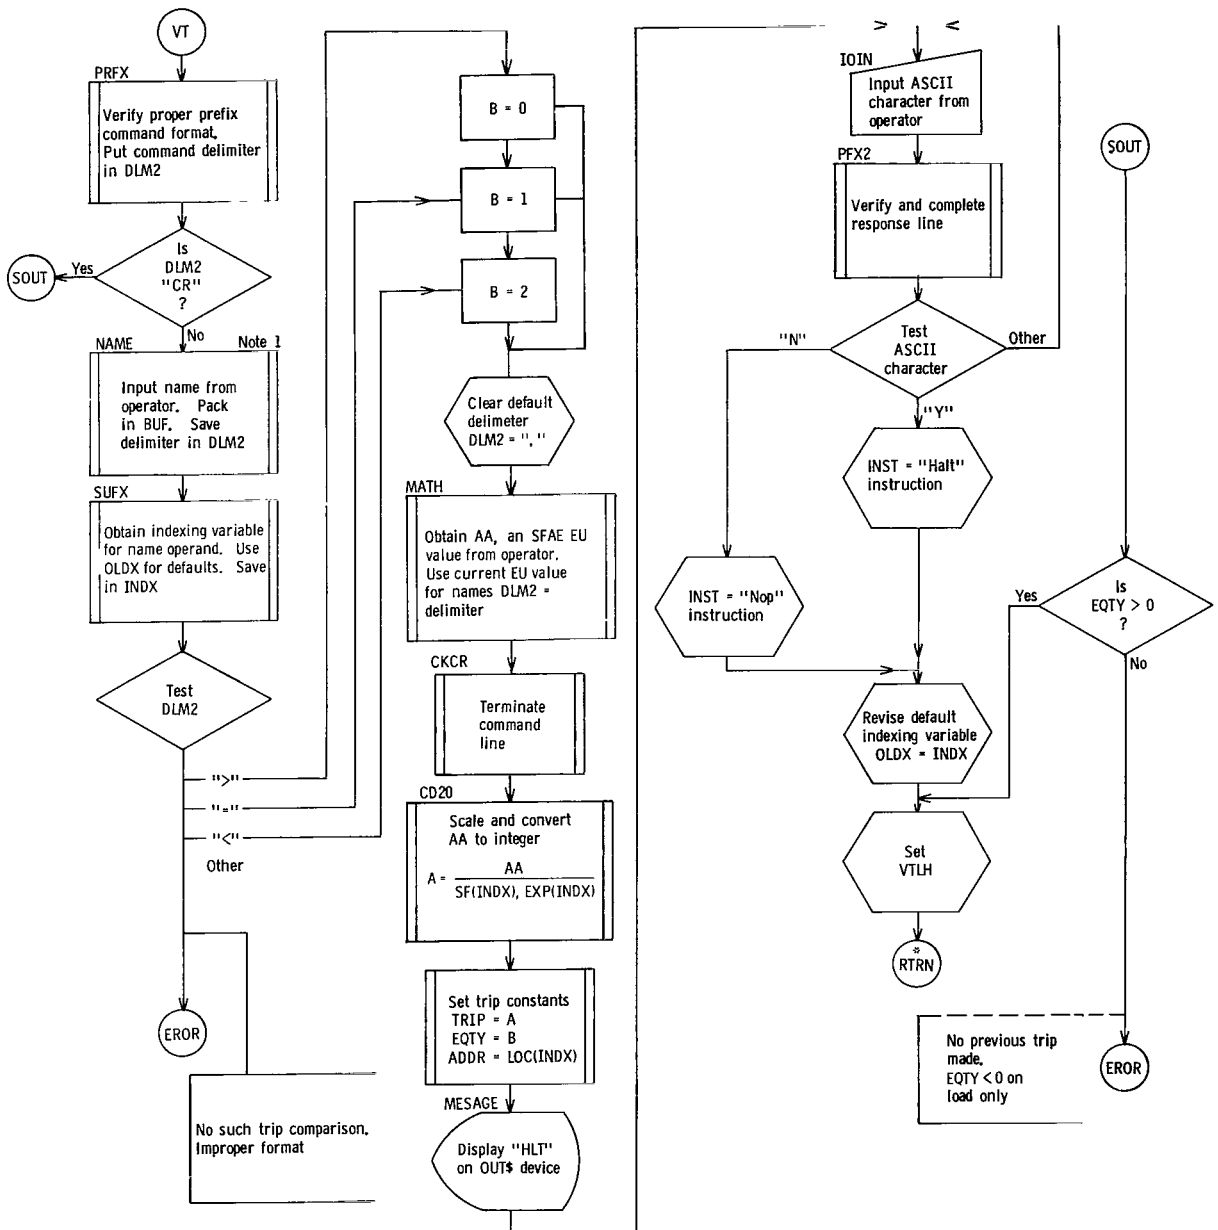 VT
PRFX
Verify proper prefix
command format.
Put command delimiter
in DLM2
Is
DLM2
"CR"
?
Yes
SOUT
No
NAME
Note 1
Input name from
operator. Pack
in BUF. Save
delimiter in DLM2
SUFX
Obtain indexing variable
for name operand. Use
OLDX for defaults. Save
in INDX
Test
DLM2
">"
"="
"<"
Other
EROR
No such trip comparison.
Improper format
B = 0
B = 1
B = 2
Clear default
delimeter
DLM2 = ","
MATH
Obtain AA, an SFAE EU
value from operator.
Use current EU value
for names DLM2 =
delimiter
CKCR
Terminate
command
line
CD20
Scale and convert
AA to integer
A = AA
SF(INDX), EXP(INDX)
Set trip constants
TRIP = A
EQTY = B
ADDR = LOC(INDX)
MESAGE
Display "HLT"
on OUT$ device
IOIN
Input ASCII
character from
operator
PFX2
Verify and complete
response line
Test
ASCII
character
"N"
Other
"Y"
INST = "Halt"
instruction
INST = "Nop"
instruction
Revise default
indexing variable
OLDX = INDX
Set
VTLH
*
RTRN
SOUT
Is
EQTY > 0
?
Yes
No
No previous trip
made.
EQTY < 0 on
load only
EROR